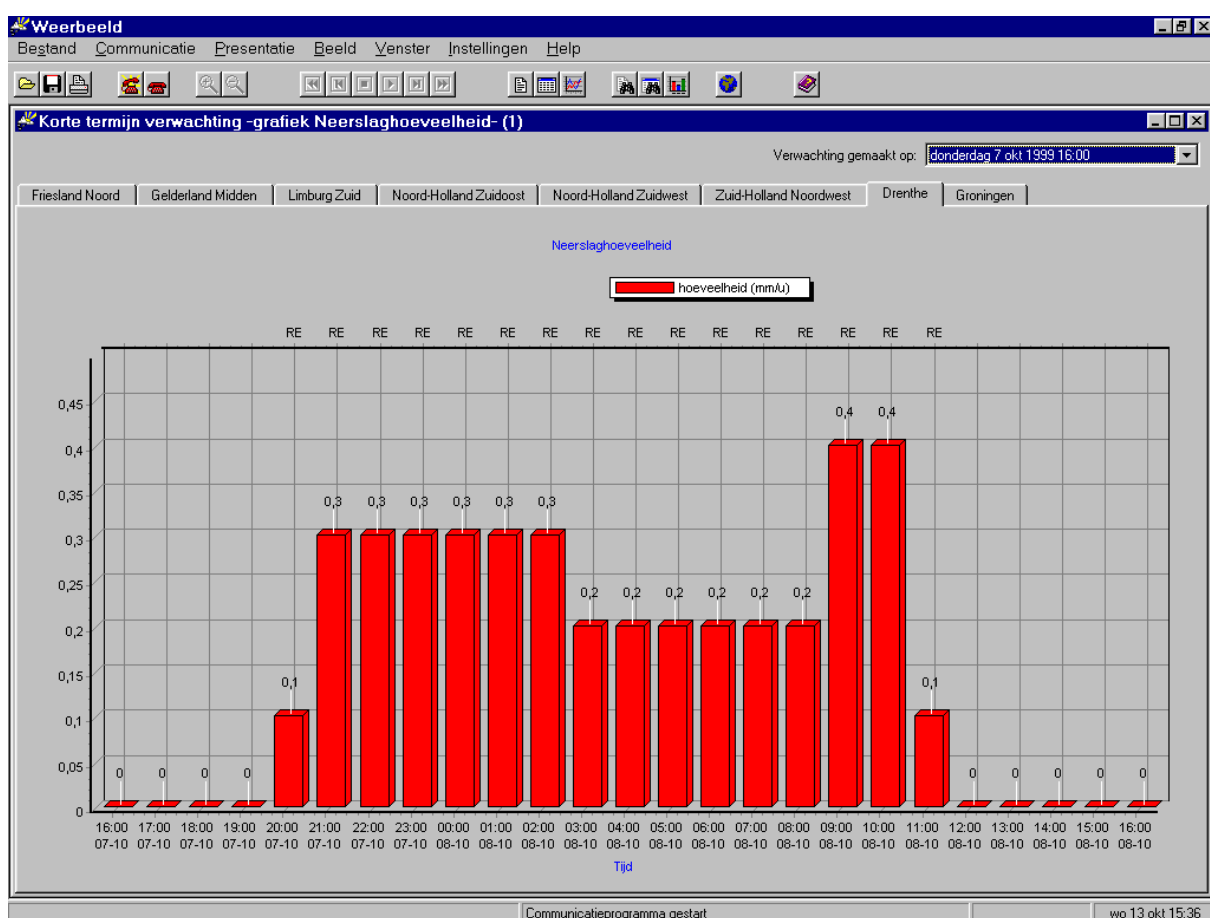 Weerbeeld
Bestand Communicatie Presentatie Beeld Venster Instellingen Help
Korte termijn verwachting -grafiek Neerslaghoeveelheid- (1)
Verwachting gemaakt op: donderdag 7 okt 1999 16:00
Friesland Noord Gelderland Midden Limburg Zuid Noord-Holland Zuidoost Noord-Holland Zuidwest Zuid-Holland Noordwest Drenthe Groningen
Neerslaghoeveelheid
hoeveelheid (mm/u)
RE RE RE RE RE RE RE RE RE RE RE RE RE RE RE RE
0,45
0,4 0,4
0,4
0,35
0,3 0,3 0,3 0,3 0,3 0,3
0,3
0,25
0,2 0,2 0,2 0,2 0,2 0,2
0,2
0,15
0,1 0,1
0,1
0,05
0 0 0 0 0 0 0 0 0
0
16:00 17:00 18:00 19:00 20:00 21:00 22:00 23:00 00:00 01:00 02:00 03:00 04:00 05:00 06:00 07:00 08:00 09:00 10:00 11:00 12:00 13:00 14:00 15:00 16:00
07-10 07-10 07-10 07-10 07-10 07-10 07-10 07-10 08-10 08-10 08-10 08-10 08-10 08-10 08-10 08-10 08-10 08-10 08-10 08-10 08-10 08-10 08-10 08-10 08-10
Tijd
Communicatieprogramma gestart wo 13 okt 15:36